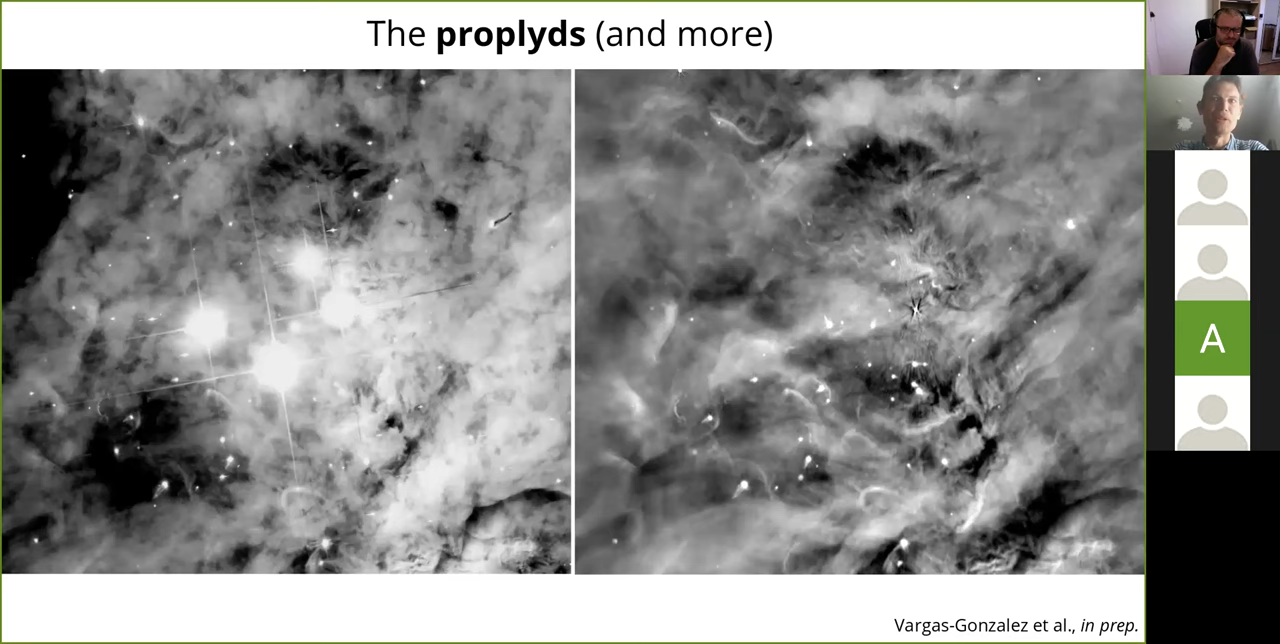 The proplyds (and more)
A
Vargas-Gonzalez et al., in prep.